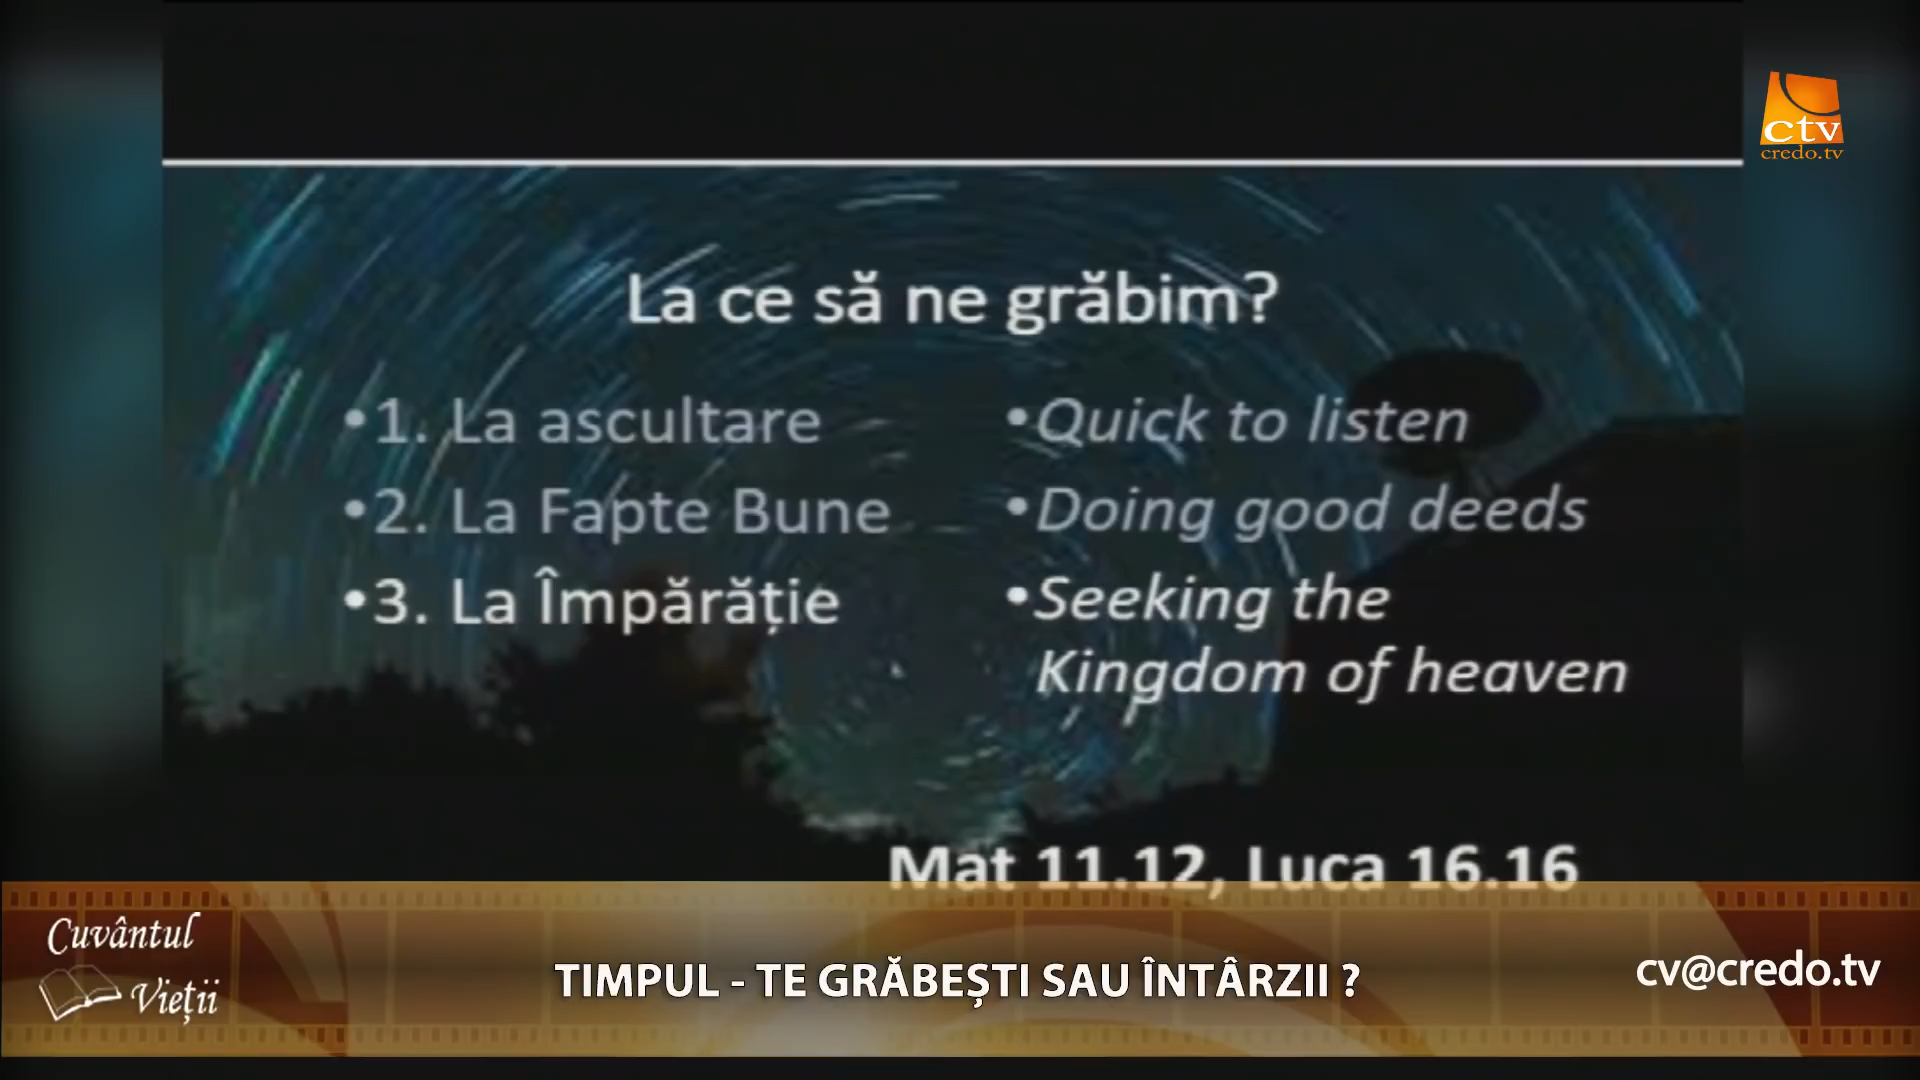 ctv
credo.tv
La ce să ne grăbim?
•1. La ascultare
•2. La Fapte Bune
•3. La Împărăție
•Quick to listen
•Doing good deeds
•Seeking the
Kingdom of heaven
Mat 11.12, Luca 16.16
Cuvântul
Vieții
TIMPUL - TE GRĂBEȘTI SAU ÎNTÂRZII ?
cv@credo.tv